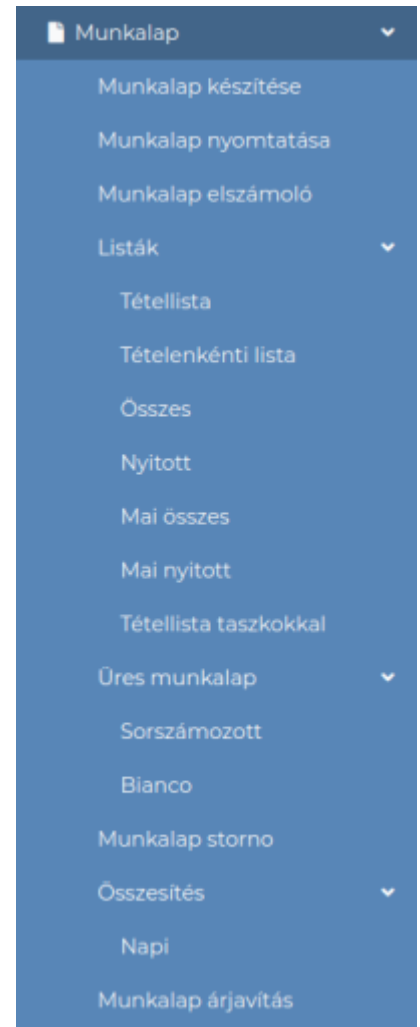 Munkalap
Munkalap készítése
Munkalap nyomtatása
Munkalap elszámoló
Listák
Tétellista
Tételenkénti lista
Összes
Nyitott
Mai összes
Mai nyitott
Tétellista taszkokkal
Üres munkalap
Sorszámozott
Bianco
Munkalap storno
Összesítés
Napi
Munkalap árjavítás